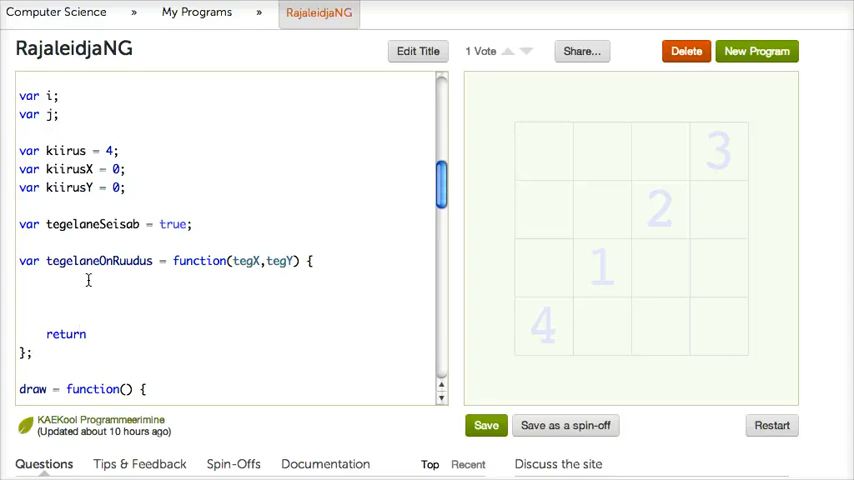 Computer Science » My Programs » RajaleidjaNG
RajaleidjaNG
Edit Title
1 Vote
Share...
Delete
New Program
var i;
var j;
var kiirus = 4;
var kiirusX = 0;
var kiirusY = 0;
var tegelaneSeisab = true;
var tegelaneOnRuudus = function(tegX,tegY) {
return
};
draw = function() {
3
2
1
4
KAEKool Programmeerimine
(Updated about 10 hours ago)
Save
Save as a spin-off
Restart
Questions Tips & Feedback Spin-Offs Documentation Top Recent Discuss the site